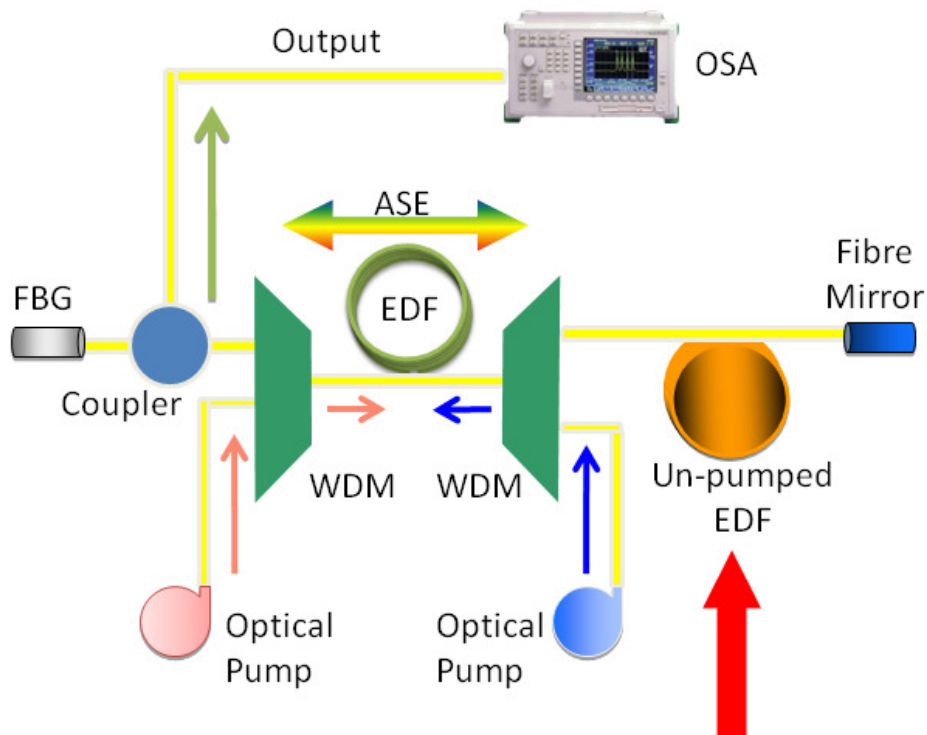 Output
OSA
ASE
FBG
EDF
Fibre
Mirror
Coupler
WDM
WDM
Un-pumped
EDF
Optical
Pump
Optical
Pump